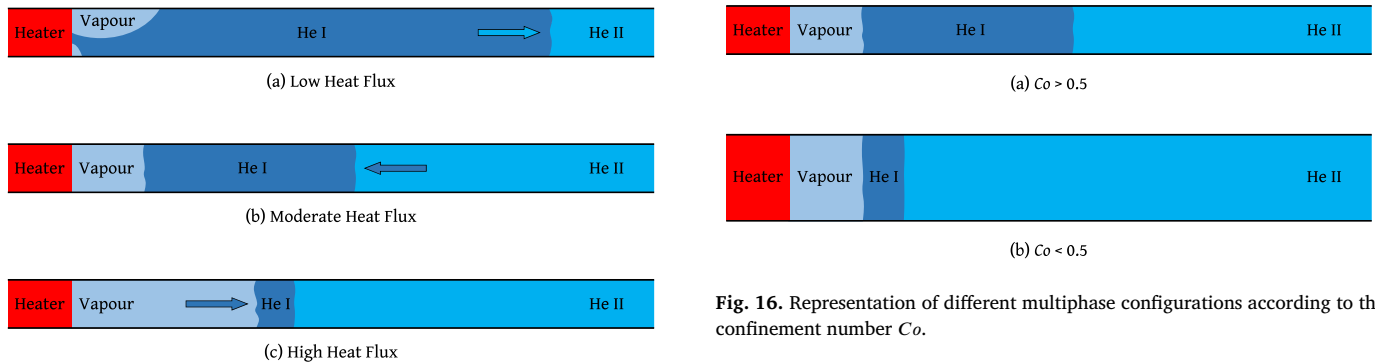 Heater Vapour He I He II
(a) Low Heat Flux
Heater Vapour He I He II
(b) Moderate Heat Flux
Heater Vapour He I He II
(c) High Heat Flux
Heater Vapour He I He II
(a) Co > 0.5
Heater Vapour He I He II
(b) Co < 0.5
Fig. 16. Representation of different multiphase configurations according to th
confinement number Co.